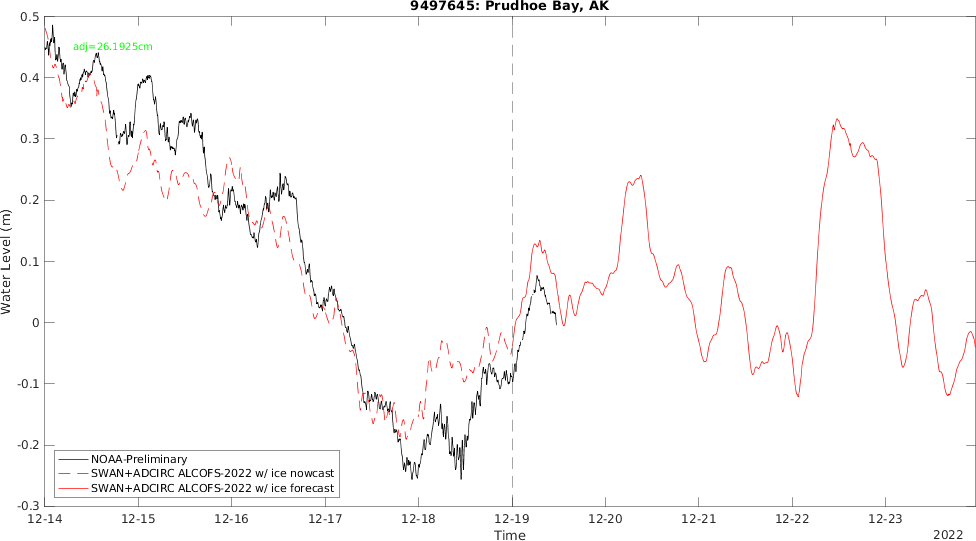 9497645: Prudhoe Bay, AK
adj=26.1925cm
Water Level (m)
0.5
0.4
0.3
0.2
0.1
0
-0.1
-0.2
-0.3
NOAA-Preliminary
SWAN+ADCIRC ALCOFS-2022 w/ ice nowcast
SWAN+ADCIRC ALCOFS-2022 w/ ice forecast
12-14 12-15 12-16 12-17 12-18 12-19 12-20 12-21 12-22 12-23
Time
2022